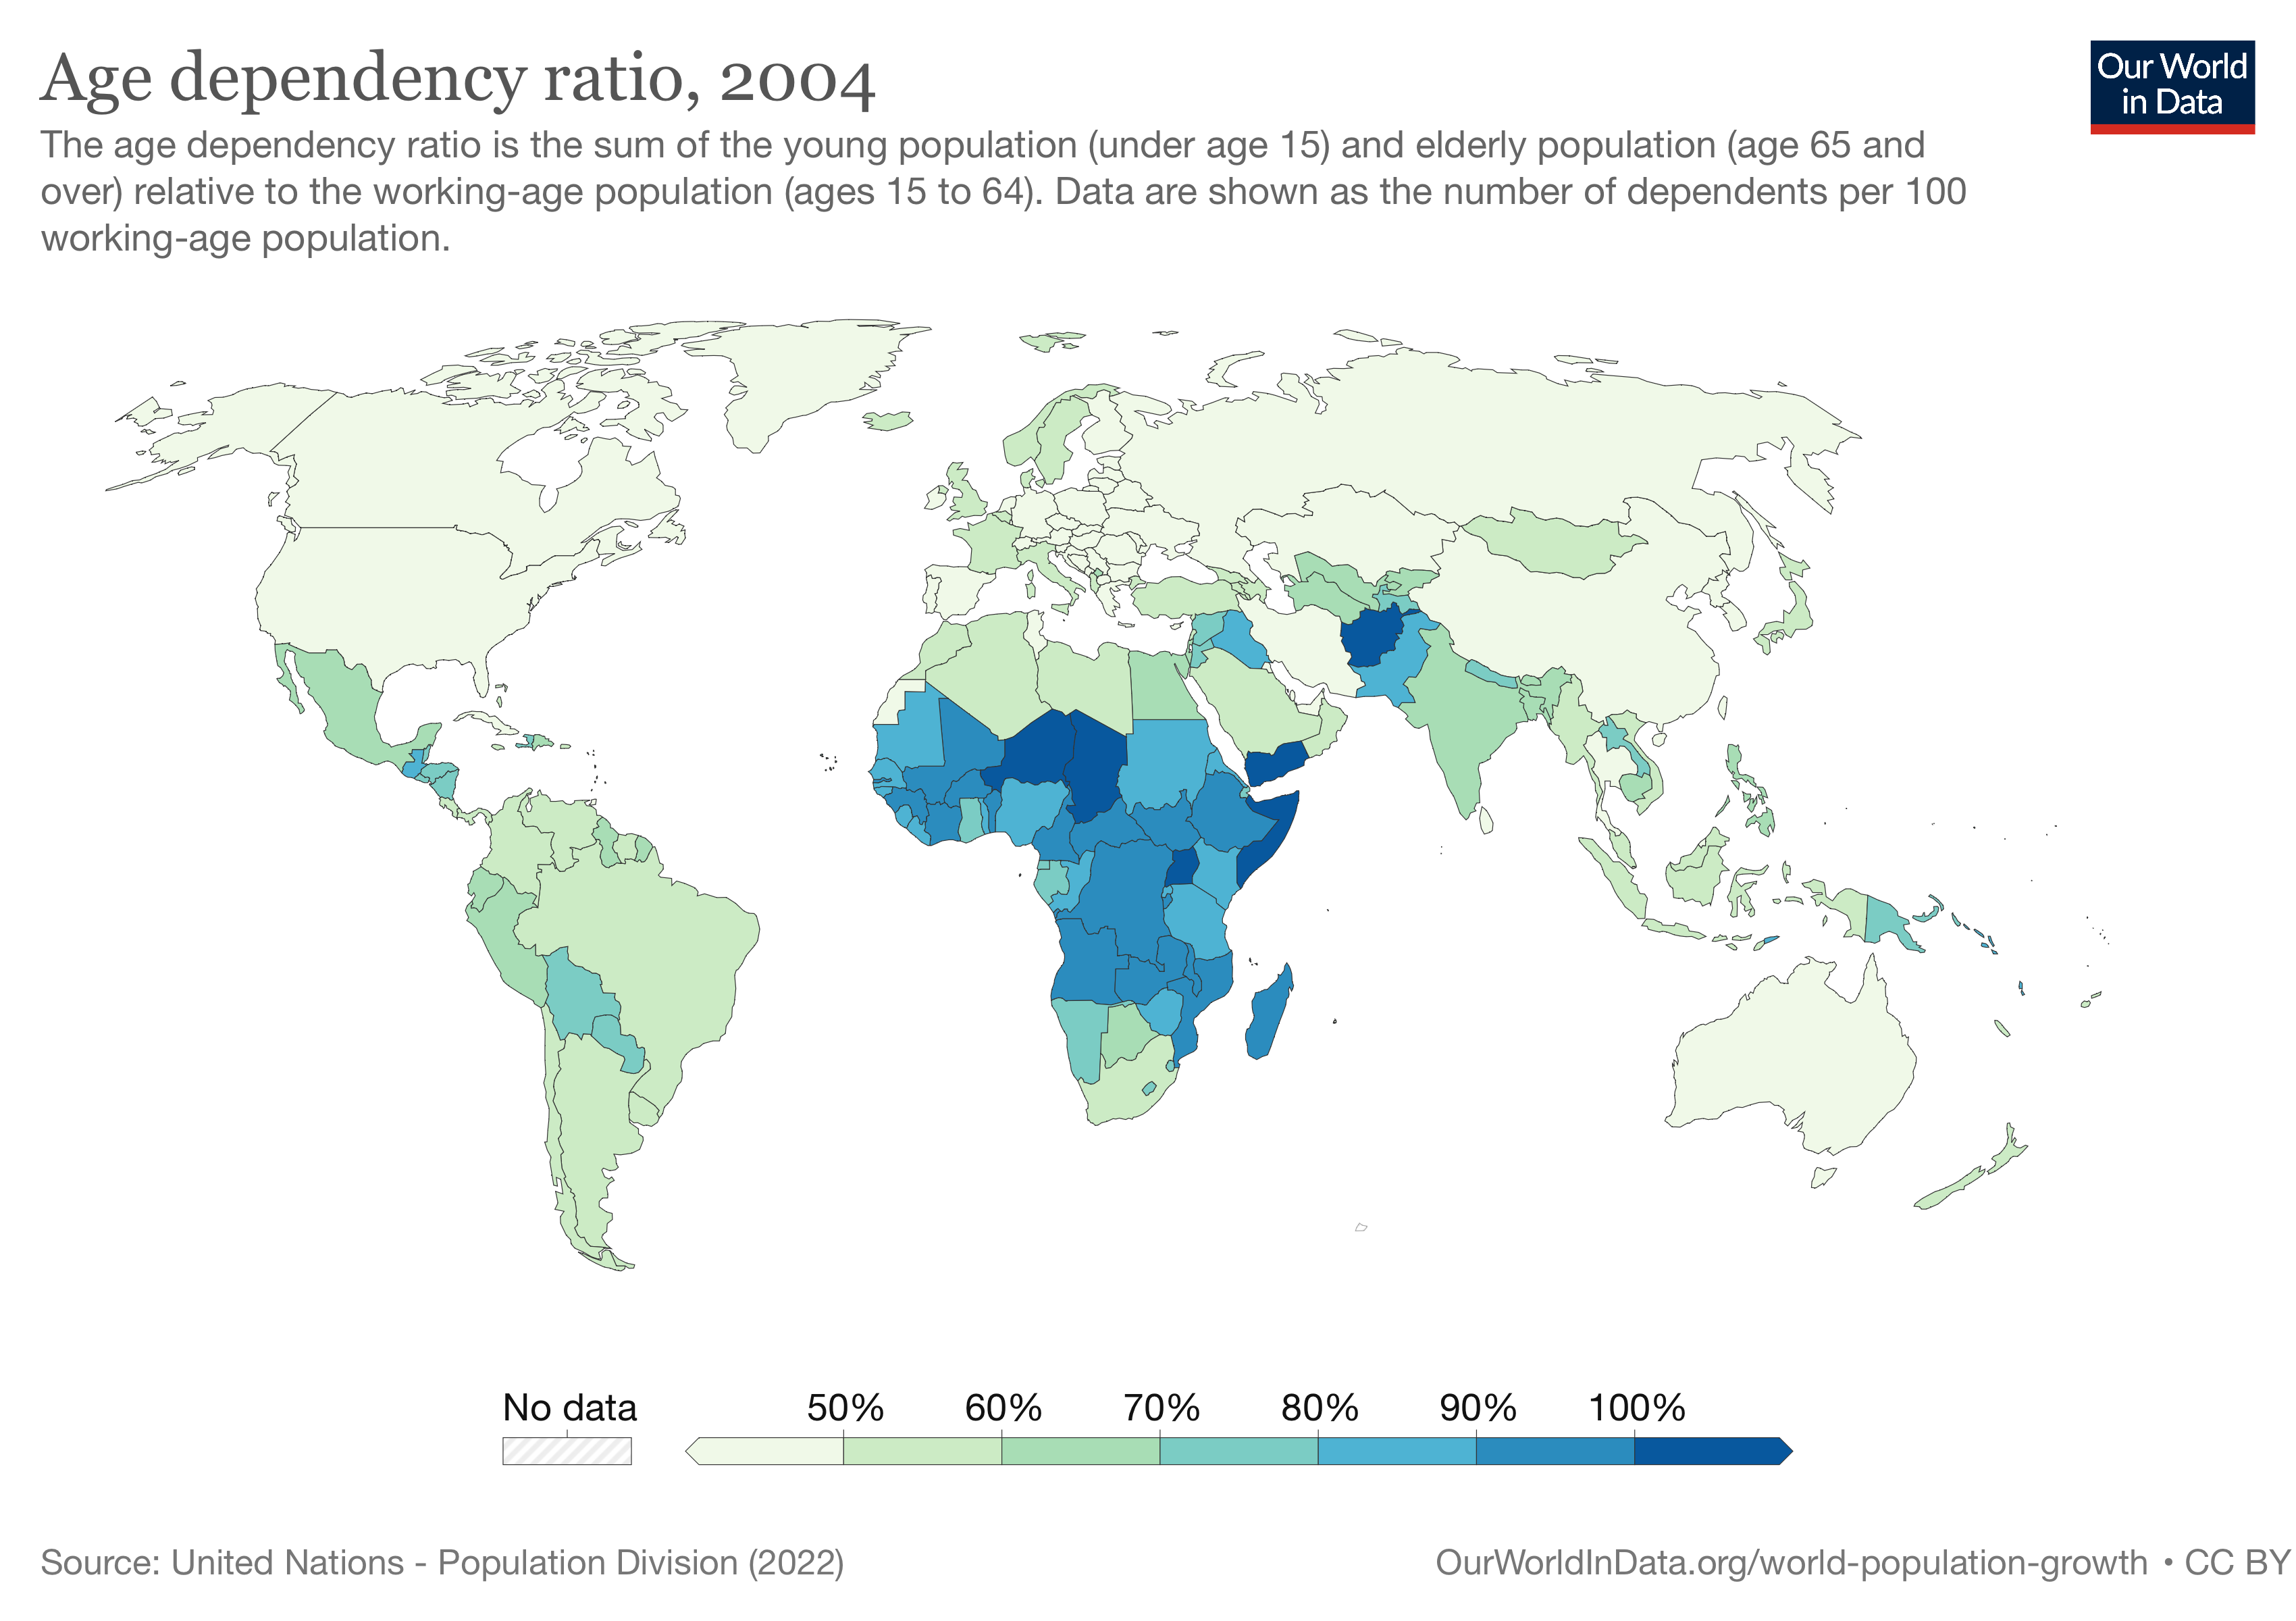 Age dependency ratio, 2004
Our World
in Data
The age dependency ratio is the sum of the young population (under age 15) and elderly population (age 65 and
over) relative to the working-age population (ages 15 to 64). Data are shown as the number of dependents per 100
working-age population.
No data
50%
60%
70%
80%
90%
100%
Source: United Nations - Population Division (2022)
OurWorldInData.org/world-population-growth • CC BY